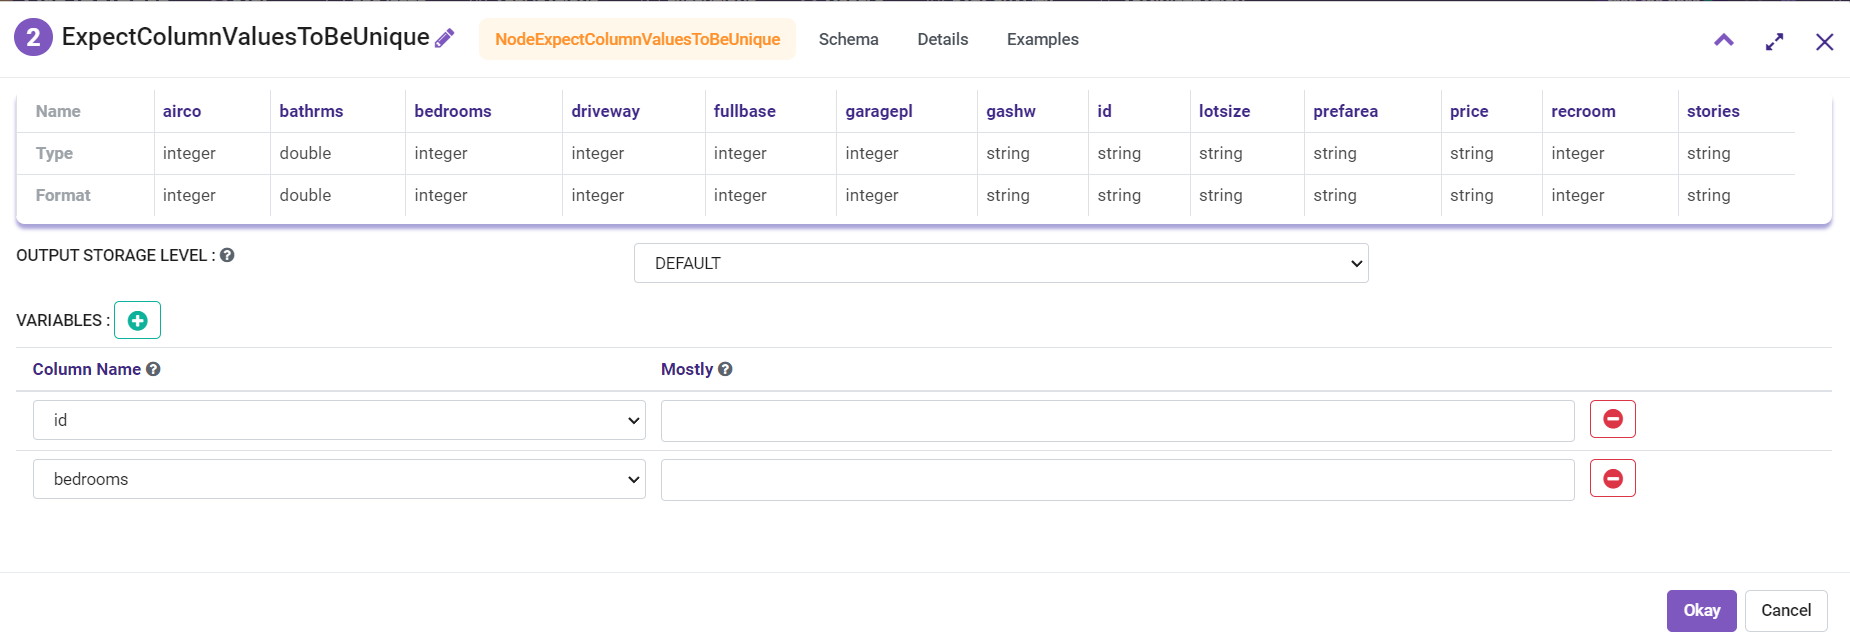 2 ExpectColumnValuesToBeUnique NodeExpectColumnValuesToBeUnique Schema Details Examples
Name airco bathrms bedrooms driveway fullbase garagepl gashw id lotsize prefarea price recroom stories
Type integer double integer integer integer integer string string string string string integer string
Format integer double integer integer integer integer string string string string string integer string
OUTPUT STORAGE LEVEL : DEFAULT
VARIABLES :
Column Name Mostly
id
bedrooms
Okay Cancel